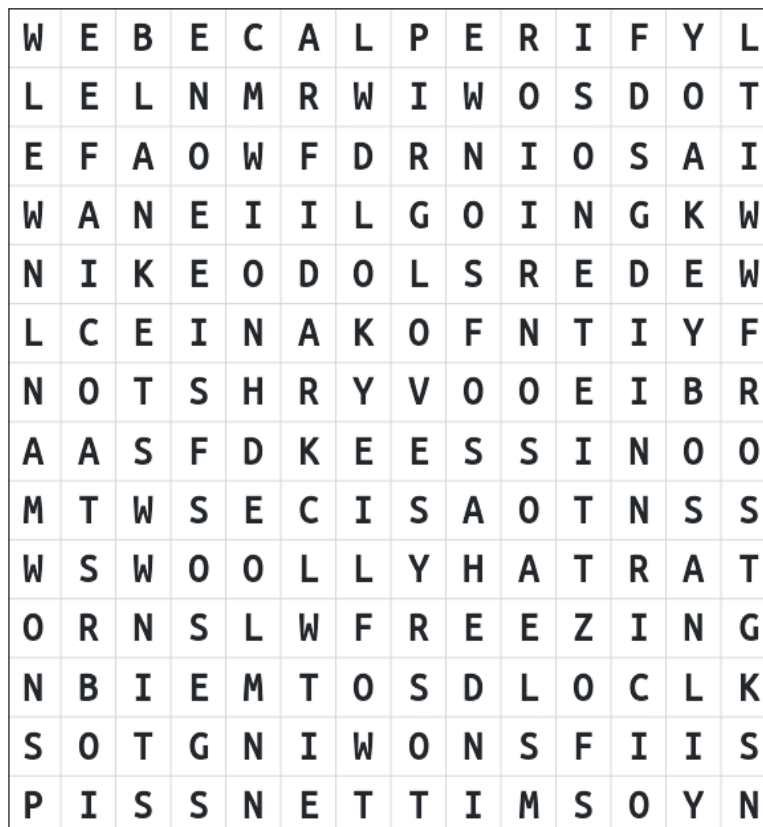 W E B E C A L P E R I F Y L
L E L N M R W I W O S D O T
E F A O W F D R N I O S A I
W A N E I I L G O I N G K W
N I K E O D O L S R E D E W
L C E I N A K O F N T I Y F
N O T S H R Y V O O E I B R
A A S F D K E E S S I N O O
M T W S E C I S A O T N S S
W S W O O L L Y H A T R A T
O R N S L W F R E E Z I N G
N B I E M T O S D L O C L K
S O T G N I W O N S F I I S
P I S S N E T T I M S O Y N